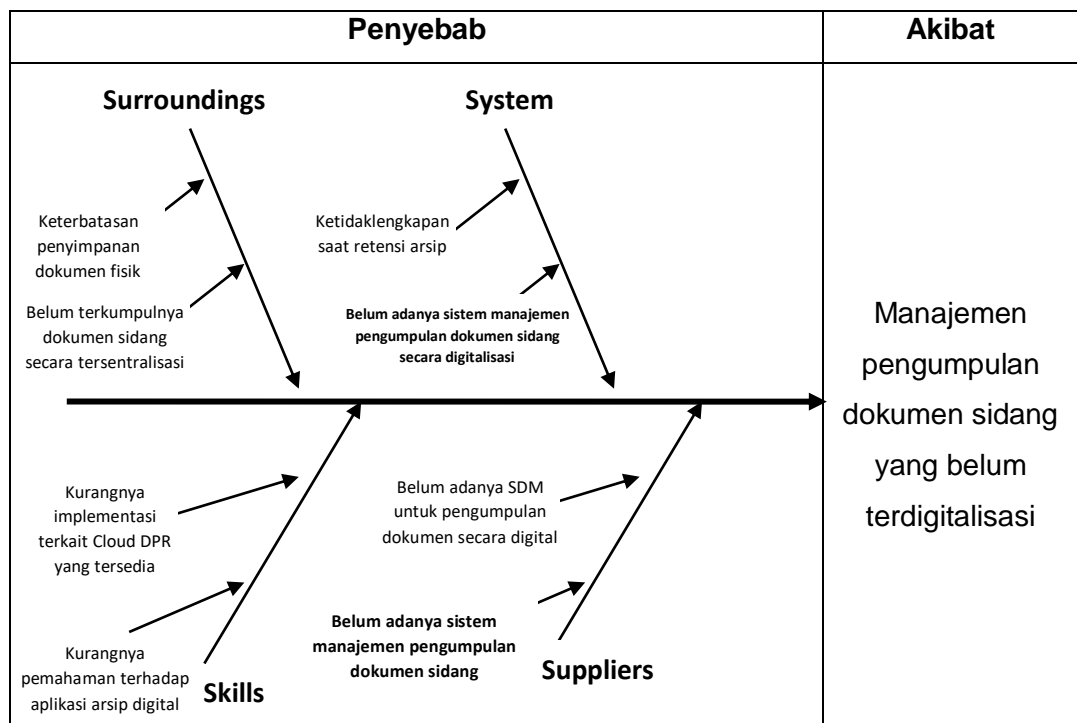 Penyebab
Akibat
Surroundings
System
Keterbatasan
penyimpanan
dokumen fisik
Belum terkumpulnya
dokumen sidang
secara tersentralisasi
Ketidaklengkapan
saat retensi arsip
Belum adanya sistem manajemen
pengumpulan dokumen sidang
secara digitalisasi
Kurangnya
implementasi
terkait Cloud DPR
yang tersedia
Kurangnya
pemahaman terhadap
aplikasi arsip digital
Skills
Belum adanya SDM
untuk pengumpulan
dokumen secara digital
Belum adanya sistem
manajemen pengumpulan
dokumen sidang
Suppliers
Manajemen
pengumpulan
dokumen sidang
yang belum
terdigitalisasi